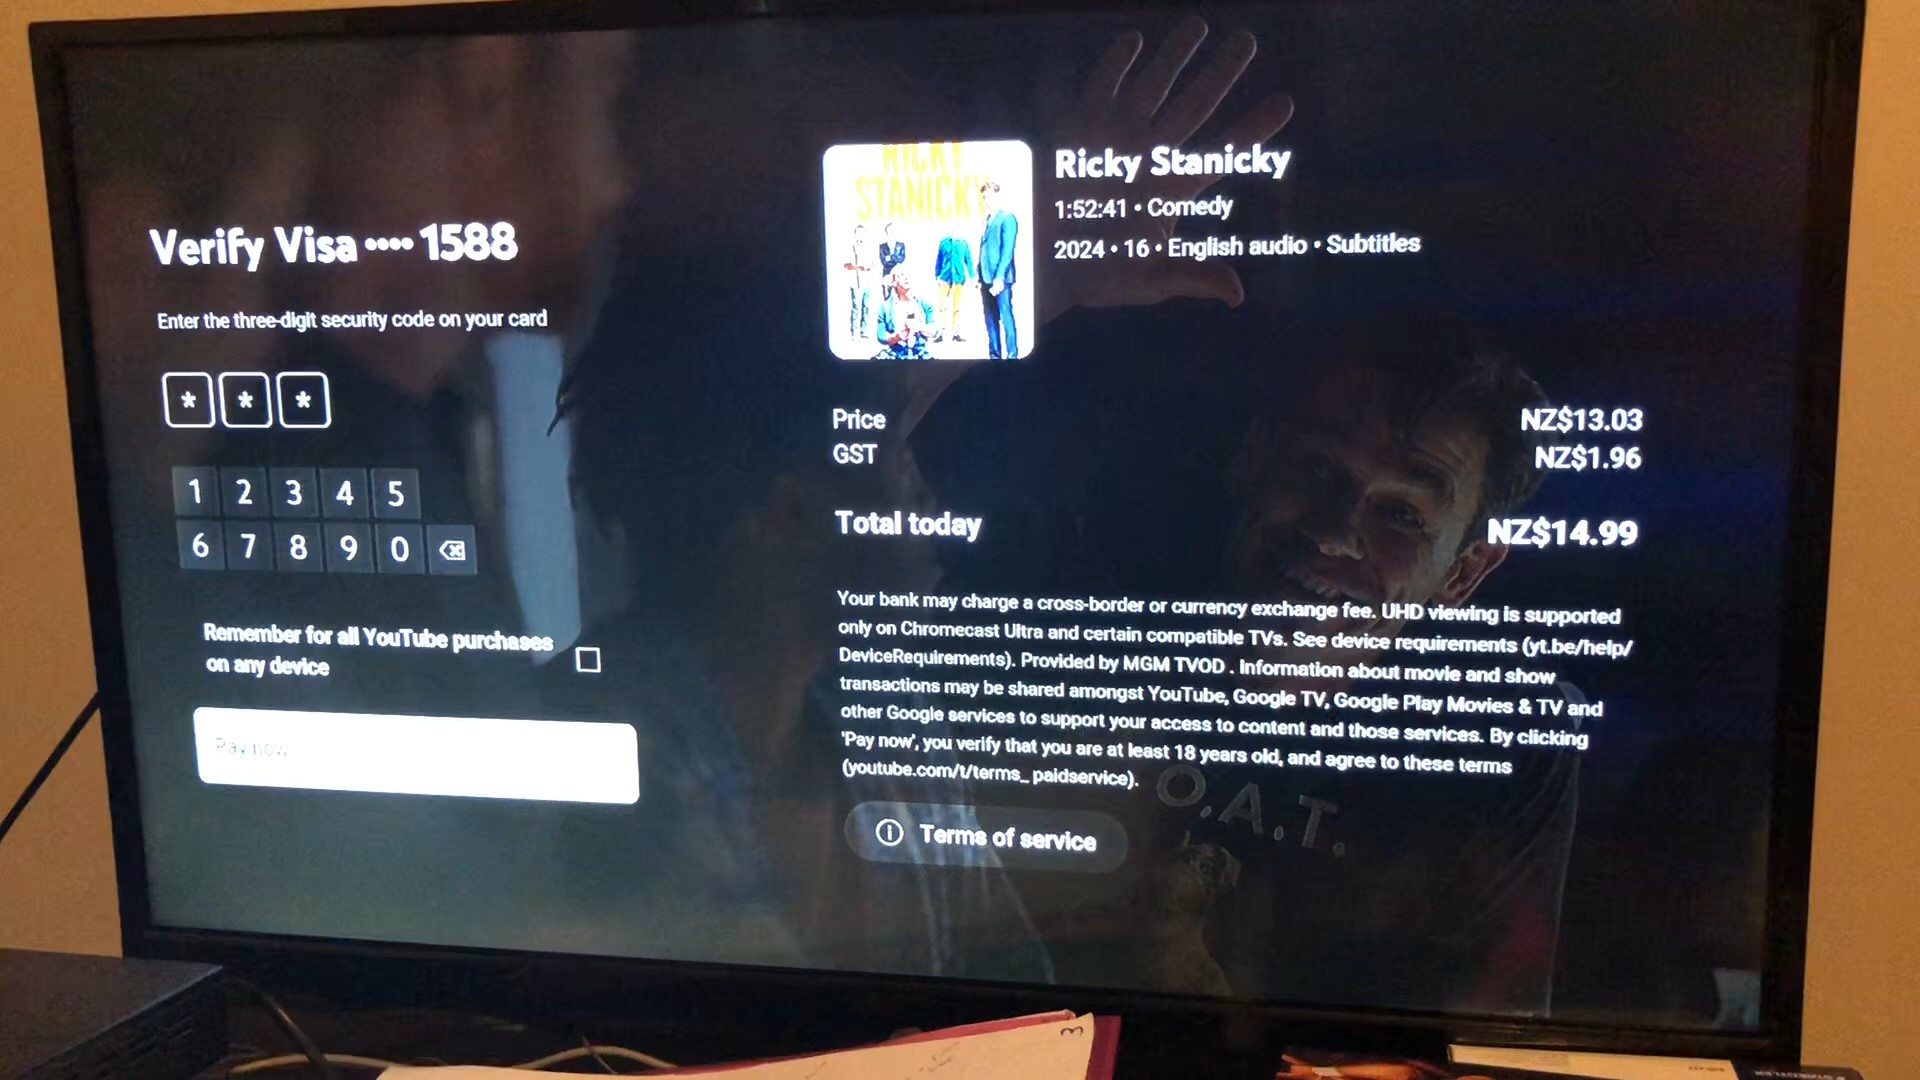 Verify Visa •••• 1588
Enter the three-digit security code on your card
* * *
1 2 3 4 5
6 7 8 9 0
Remember for all YouTube purchases
on any device
Pay now
RICKY
STANICKY
Ricky Stanicky
1:52:41 • Comedy
2024 • 16 • English audio • Subtitles
Price NZ$13.03
GST NZ$1.96
Total today NZ$14.99
Your bank may charge a cross-border or currency exchange fee. UHD viewing is supported
only on Chromecast Ultra and certain compatible TVs. See device requirements (yt.be/help/
DeviceRequirements). Provided by MGM TVOD . Information about movie and show
transactions may be shared amongst YouTube, Google TV, Google Play Movies & TV and
other Google services to support your access to content and those services. By clicking
'Pay now', you verify that you are at least 18 years old, and agree to these terms
(youtube.com/t/terms_ paidservice).
O.A.T.
Terms of service
3